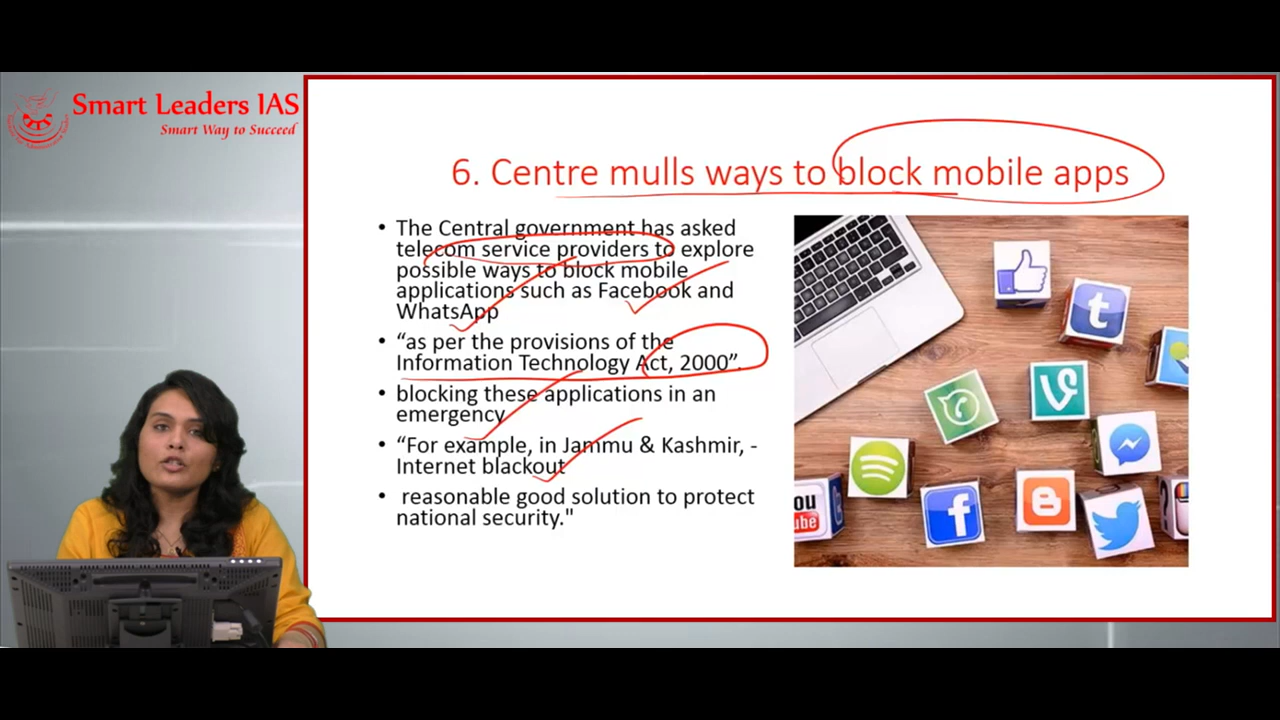 Smart Leaders IAS
Smart Way to Succeed
6. Centre mulls ways to block mobile apps
• The Central government has asked
telecom service providers to explore
possible ways to block mobile
applications such as Facebook and
WhatsApp
• “as per the provisions of the
Information Technology Act, 2000”.
• blocking these applications in an
emergency
• “For example, in Jammu & Kashmir, -
Internet blackout
• reasonable good solution to protect
national security."
You
Tube